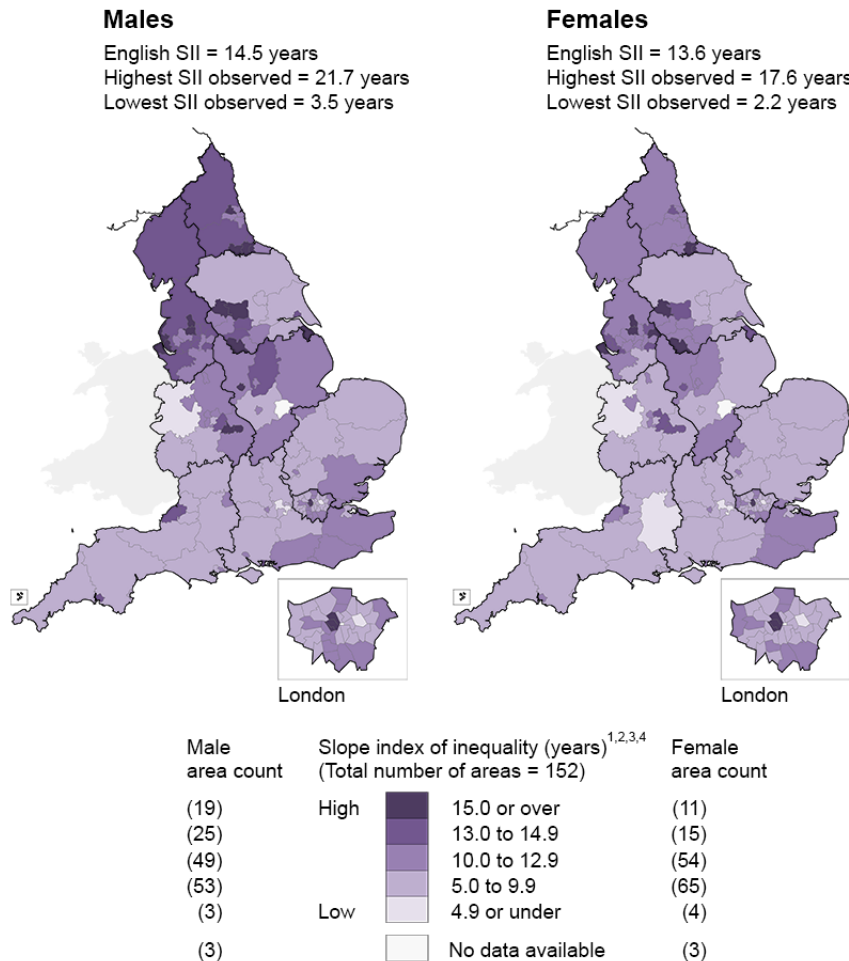 Males
English SII = 14.5 years
Highest SII observed = 21.7 years
Lowest SII observed = 3.5 years
Females
English SII = 13.6 years
Highest SII observed = 17.6 years
Lowest SII observed = 2.2 years
London
London
Male area count
Slope index of inequality (years)1,2,3,4
(Total number of areas = 152)
Female area count
(19) High 15.0 or over (11)
(25) 13.0 to 14.9 (15)
(49) 10.0 to 12.9 (54)
(53) 5.0 to 9.9 (65)
(3) Low 4.9 or under (4)
(3) No data available (3)